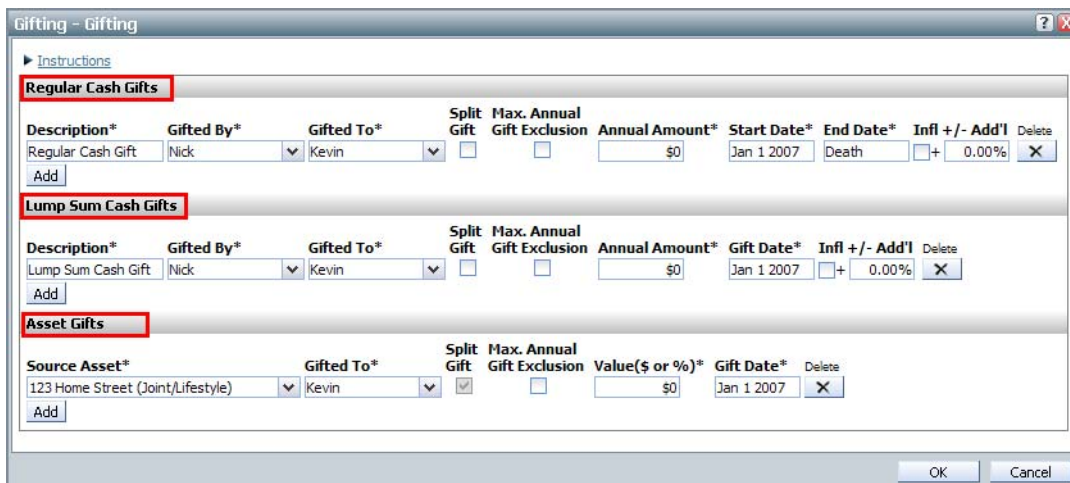 Gifting - Gifting ? X
Instructions
Regular Cash Gifts
Split Max. Annual
Description* Gifted By* Gifted To* Gift Gift Exclusion Annual Amount* Start Date* End Date* Infl +/- Add'l Delete
Regular Cash Gift Nick Kevin $0 Jan 1 2007 Death + 0.00% X
Add
Lump Sum Cash Gifts
Split Max. Annual
Description* Gifted By* Gifted To* Gift Gift Exclusion Annual Amount* Gift Date* Infl +/- Add'l Delete
Lump Sum Cash Gift Nick Kevin $0 Jan 1 2007 + 0.00% X
Add
Asset Gifts
Split Max. Annual
Source Asset* Gifted To* Gift Gift Exclusion Value($ or %)* Gift Date* Delete
123 Home Street (Joint/Lifestyle) Kevin $0 Jan 1 2007 X
Add
OK Cancel